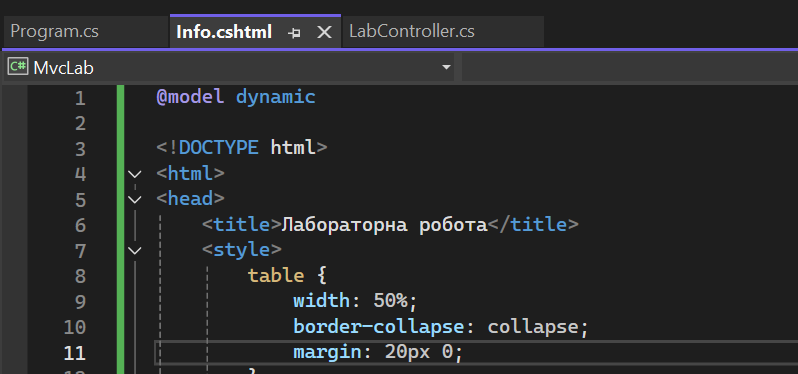 Program.cs Info.cshtml LabController.cs
C# MvcLab
1 @model dynamic
2
3 <!DOCTYPE html>
4 <html>
5 <head>
6 <title>Лабораторна робота</title>
7 <style>
8 table {
9 width: 50%;
10 border-collapse: collapse;
11 margin: 20px 0;